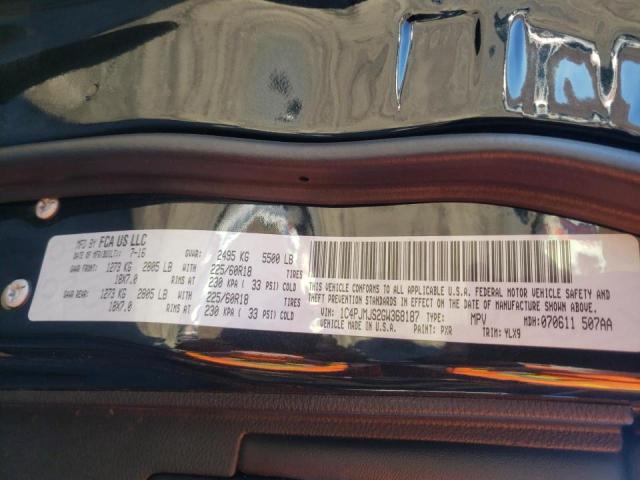 MFD BY FCA US LLC
DATE OF MFR/BUILT: 7-16 GVWR: 2495 KG 5500 LB
GAWR FRONT: 1273 KG 2805 LB WITH 225/60R18 TIRES
18X7.0 RIMS AT 230 KPA ( 33 PSI) COLD
GAWR REAR: 1273 KG 2805 LB WITH 225/60R18 TIRES
18X7.0 RIMS AT 230 KPA ( 33 PSI) COLD
THIS VEHICLE CONFORMS TO ALL APPLICABLE U.S.A. FEDERAL MOTOR VEHICLE SAFETY AND
THEFT PREVENTION STANDARDS IN EFFECT ON THE DATE OF MANUFACTURE SHOWN ABOVE.
VIN: 1C4PJMJS2GW368187 TYPE: MPV MDH: 070611 507AA
VEHICLE MADE IN U.S.A. PAINT: PXR TRIM: YLX9